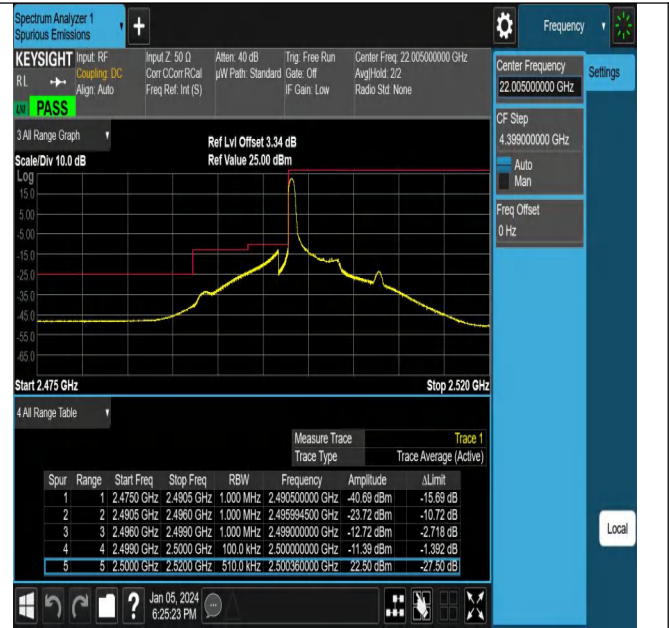 Spectrum Analyzer 1
Spurious Emissions
Frequency
KEYSIGHT Input: RF Input Z: 50 Ω Atten: 40 dB Trig: Free Run Center Freq: 22.005000000 GHz
RL Coupling: DC Corr CCorr RCal µW Path: Standard Gate: Off Avg|Hold: 2/2
Align: Auto Freq Ref: Int (S) IF Gain: Low Radio Std: None
PASS
Center Frequency
22.005000000 GHz
Settings
CF Step
4.399000000 GHz
Auto
Man
Freq Offset
0 Hz
3 All Range Graph
Ref Lvl Offset 3.34 dB
Scale/Div 10.0 dB Ref Value 25.00 dBm
Log
15.0
5.00
-5.00
-15.0
-25.0
-35.0
-45.0
-55.0
-65.0
Start 2.475 GHz Stop 2.520 GHz
4 All Range Table
Measure Trace Trace 1
Trace Type Trace Average (Active)
Spur Range Start Freq Stop Freq RBW Frequency Amplitude ΔLimit
1 1 2.4750 GHz 2.4905 GHz 1.000 MHz 2.490500000 GHz -40.69 dBm -15.69 dB
2 2 2.4905 GHz 2.4960 GHz 1.000 MHz 2.495994500 GHz -23.72 dBm -10.72 dB
3 3 2.4960 GHz 2.4990 GHz 1.000 MHz 2.499000000 GHz -12.72 dBm -2.718 dB
4 4 2.4990 GHz 2.5000 GHz 100.0 kHz 2.500000000 GHz -11.39 dBm -1.392 dB
5 5 2.5000 GHz 2.5200 GHz 510.0 kHz 2.500360000 GHz 22.50 dBm -27.50 dB
Local
Jan 05, 2024
6:25:23 PM